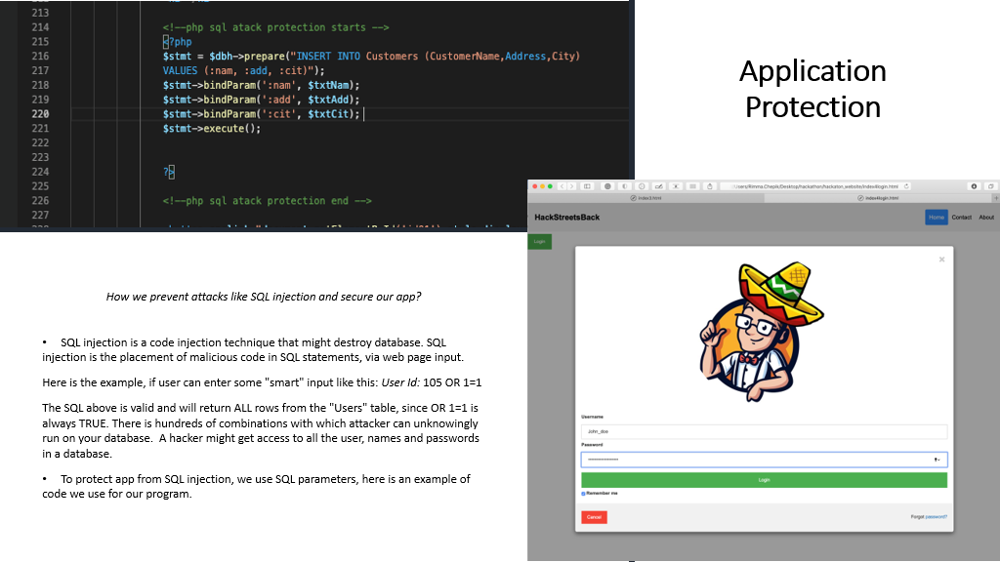 213
214 <!--php sql atack protection starts -->
215 <?php
216 $stmt = $dbh->prepare("INSERT INTO Customers (CustomerName,Address,City)
217 VALUES (:nam, :add, :cit)");
218 $stmt->bindParam(':nam', $txtNam);
219 $stmt->bindParam(':add', $txtAdd);
220 $stmt->bindParam(':cit', $txtCit);
221 $stmt->execute();
222
223
224 ?>
225
226 <!--php sql atack protection end -->
227
Application
Protection
How we prevent attacks like SQL injection and secure our app?
• SQL injection is a code injection technique that might destroy database. SQL
injection is the placement of malicious code in SQL statements, via web page input.
Here is the example, if user can enter some "smart" input like this: User Id: 105 OR 1=1
The SQL above is valid and will return ALL rows from the "Users" table, since OR 1=1 is
always TRUE. There is hundreds of combinations with which attacker can unknowingly
run on your database. A hacker might get access to all the user, names and passwords
in a database.
• To protect app from SQL injection, we use SQL parameters, here is an example of
code we use for our program.
HackStreetsBack
Home Contact About
Login
×
Username
John_doe
Password
Login
Remember me
Cancel
Forgot password?